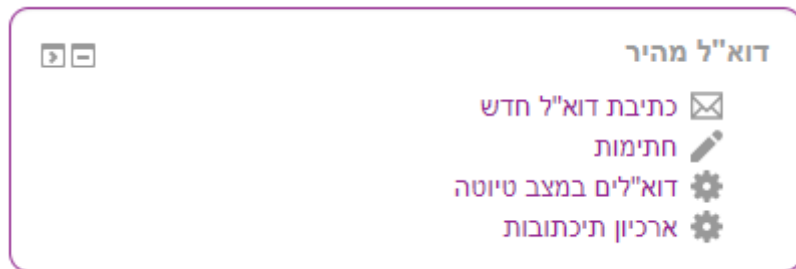 דוא"ל מהיר
כתיבת דוא"ל חדש
חתימות
דוא"לים במצב טיוטה
ארכיון תיכתובות